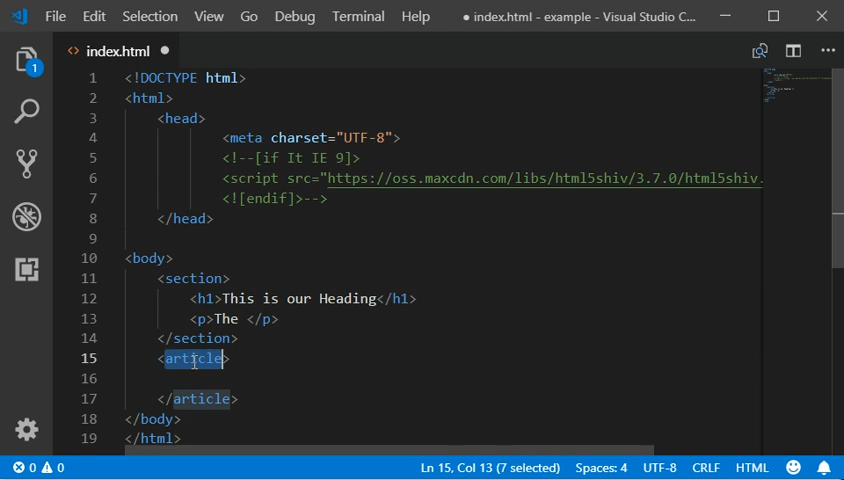 File Edit Selection View Go Debug Terminal Help ● index.html - example - Visual Studio C...
<> index.html ●
1
1 <!DOCTYPE html>
2 <html>
3 <head>
4 <meta charset="UTF-8">
5 <!--[if It IE 9]>
6 <script src="https://oss.maxcdn.com/libs/html5shiv/3.7.0/html5shiv.
7 <![endif]>-->
8 </head>
9
10 <body>
11 <section>
12 <h1>This is our Heading</h1>
13 <p>The </p>
14 </section>
15 <article>
16
17 </article>
18 </body>
19 </html>
0 0 Ln 15, Col 13 (7 selected) Spaces: 4 UTF-8 CRLF HTML